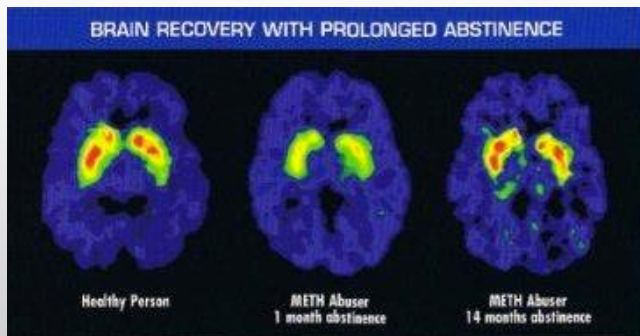 BRAIN RECOVERY WITH PROLONGED ABSTINENCE
Healthy Person
METH Abuser
1 month abstinence
METH Abuser
14 months abstinence